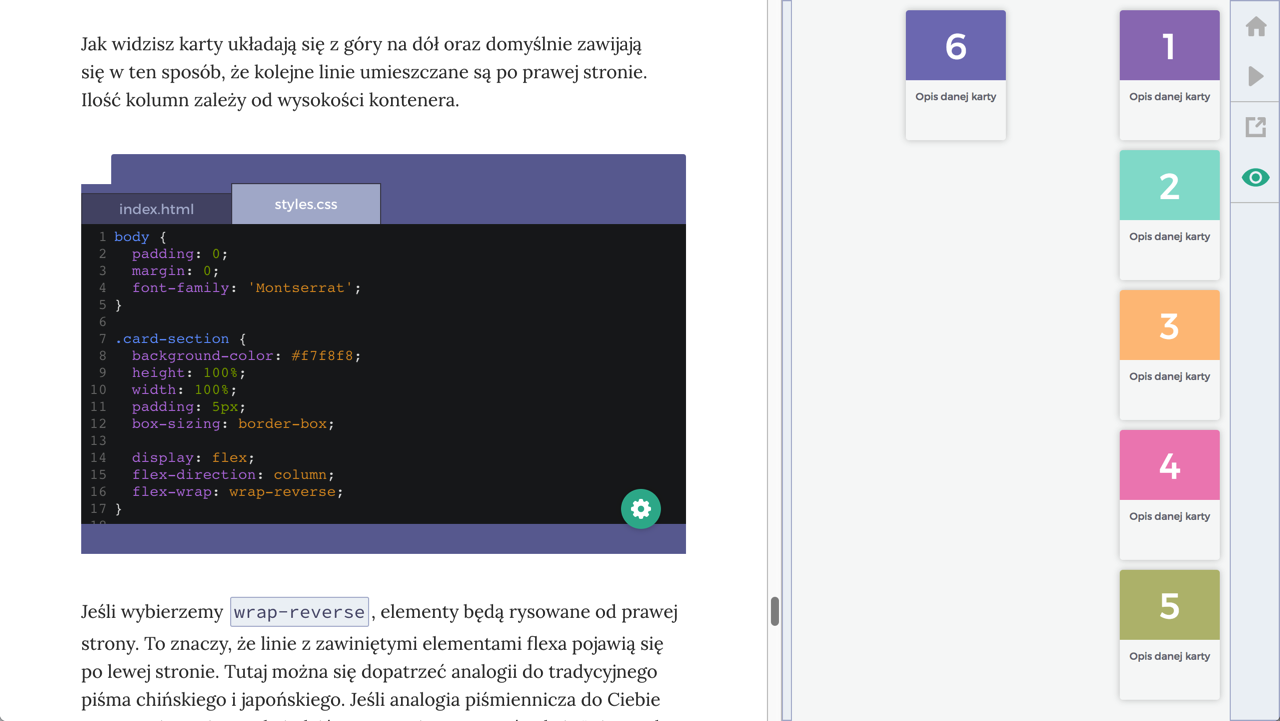 Jak widzisz karty układają się z góry na dół oraz domyślnie zawijają
się w ten sposób, że kolejne linie umieszczane są po prawej stronie.
Ilość kolumn zależy od wysokości kontenera.
index.html
styles.css
1 body {
2 padding: 0;
3 margin: 0;
4 font-family: 'Montserrat';
5 }
6
7 .card-section {
8 background-color: #f7f8f8;
9 height: 100%;
10 width: 100%;
11 padding: 5px;
12 box-sizing: border-box;
13
14 display: flex;
15 flex-direction: column;
16 flex-wrap: wrap-reverse;
17 }
Jeśli wybierzemy wrap-reverse, elementy będą rysowane od prawej
strony. To znaczy, że linie z zawiniętymi elementami flexa pojawią się
po lewej stronie. Tutaj można się dopatrzeć analogii do tradycyjnego
piśma chińskiego i japońskiego. Jeśli analogia piśmiennicza do Ciebie
6
Opis danej karty
1
Opis danej karty
2
Opis danej karty
3
Opis danej karty
4
Opis danej karty
5
Opis danej karty